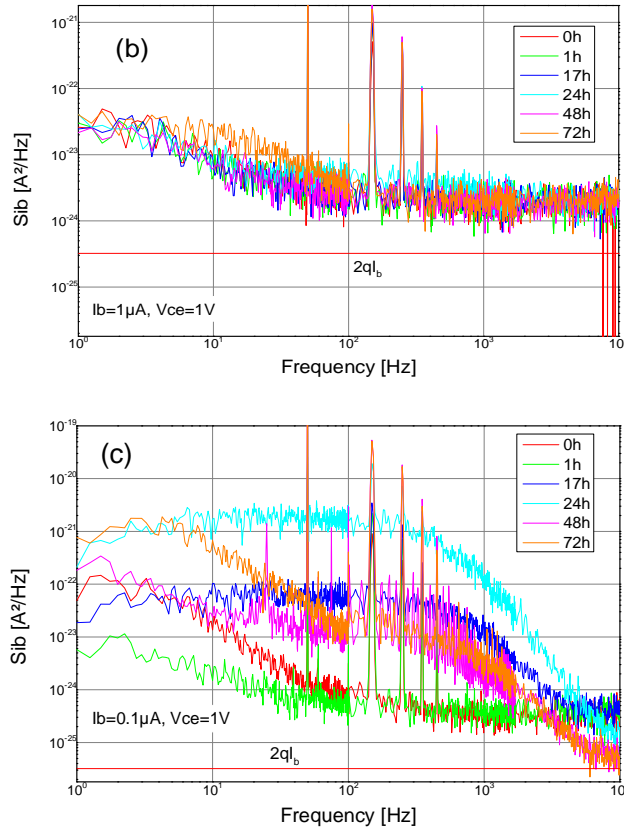 (b)
0h
1h
17h
24h
48h
72h
10⁻²¹
10⁻²²
10⁻²³
10⁻²⁴
10⁻²⁵
Sib [A²/Hz]
2qI_b
Ib=1µA, Vce=1V
10⁰ 10¹ 10² 10³ 10
Frequency [Hz]
(c)
0h
1h
17h
24h
48h
72h
10⁻¹⁹
10⁻²⁰
10⁻²¹
10⁻²²
10⁻²³
10⁻²⁴
10⁻²⁵
Sib [A²/Hz]
Ib=0.1µA, Vce=1V
2qI_b
10⁰ 10¹ 10² 10³ 10
Frequency [Hz]